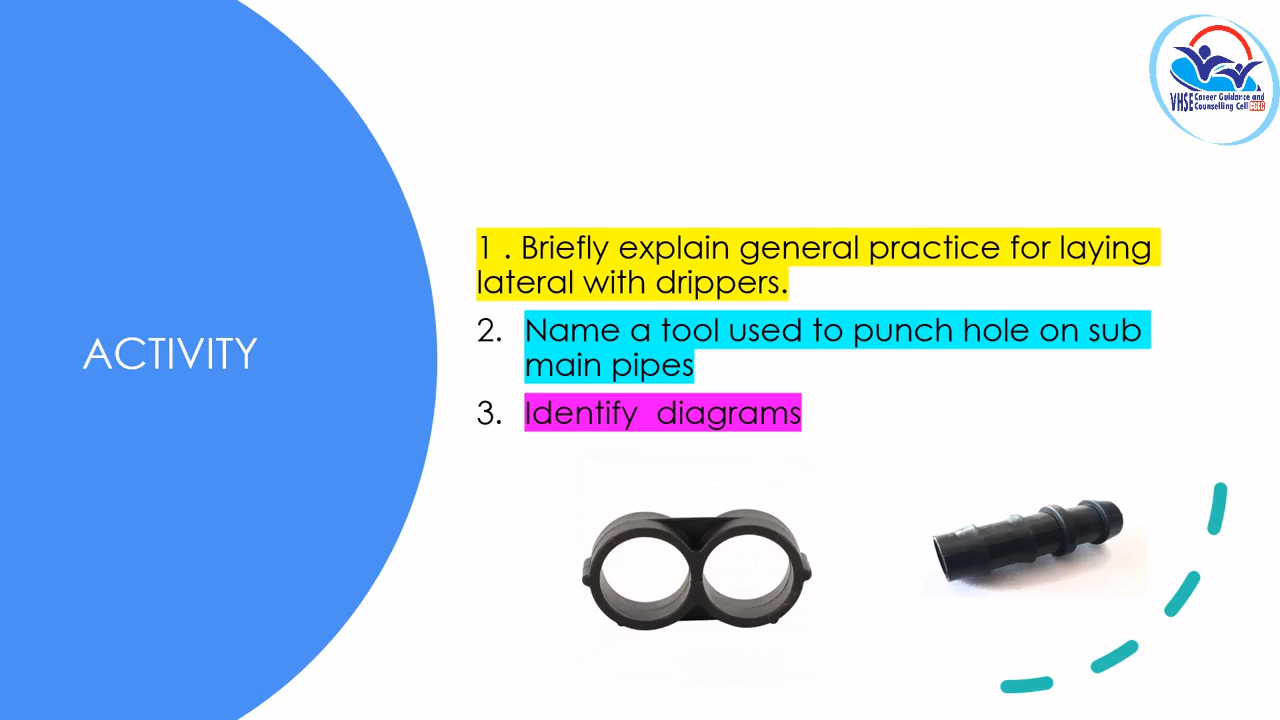 VHSE Career Guidance and
Counselling Cell CGCC
1 . Briefly explain general practice for laying
lateral with drippers.
ACTIVITY
2. Name a tool used to punch hole on sub
main pipes
3. Identify diagrams